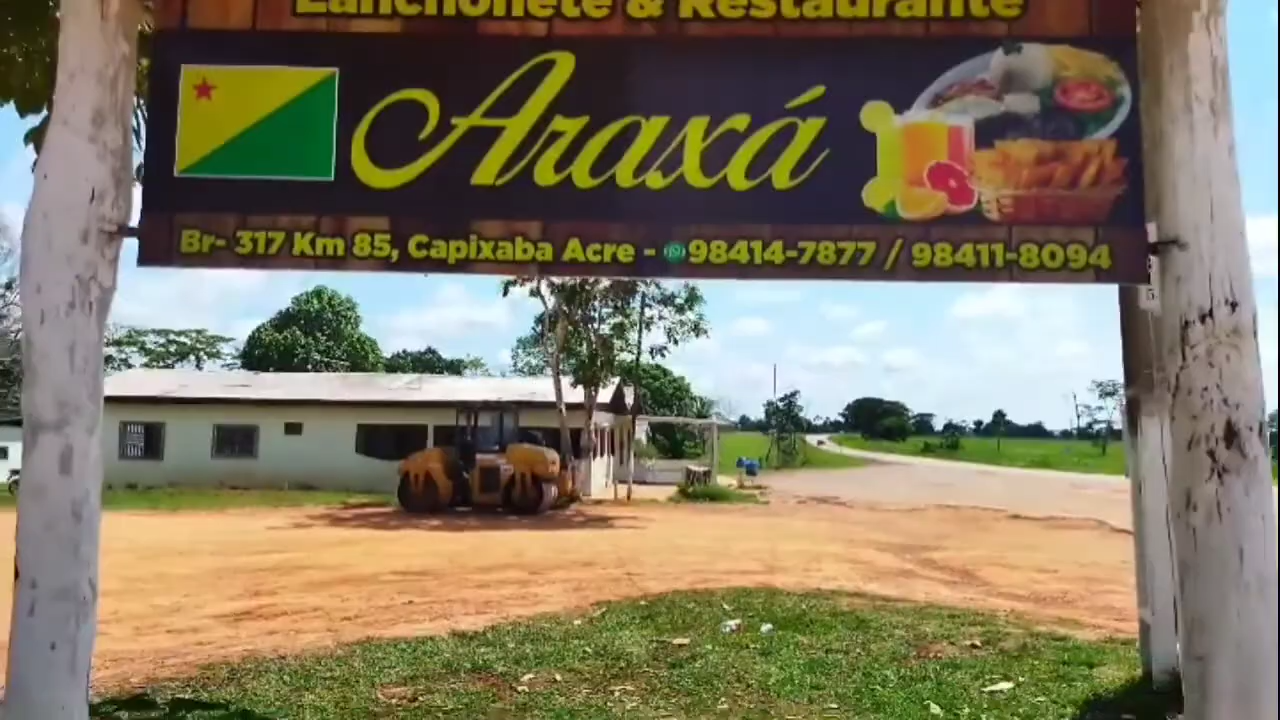 Lanchonete & Restaurante
Araxá
Br- 317 Km 85, Capixaba Acre - 98414-7877 / 98411-8094